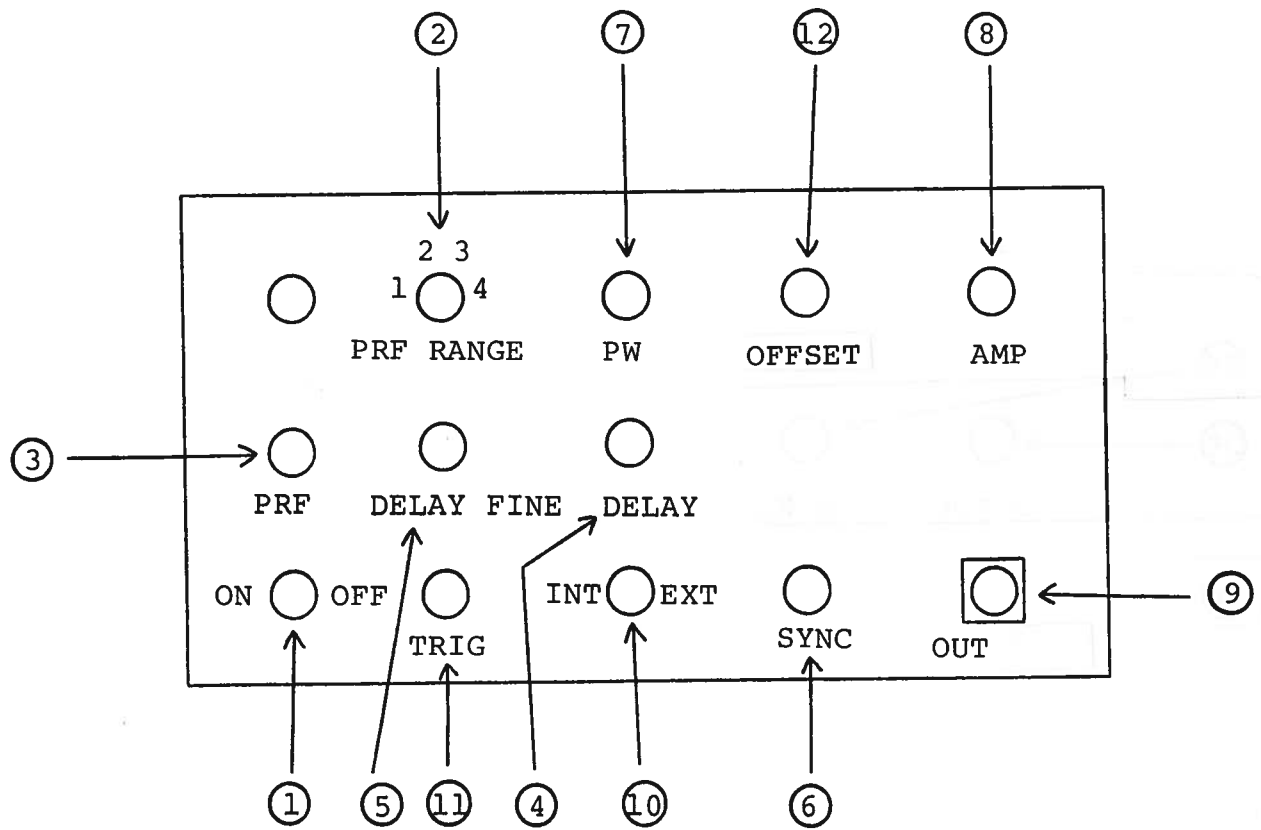 2 7 12 8
2 3
1 4
PRF RANGE PW OFFSET AMP
3
PRF DELAY FINE DELAY
ON OFF INT EXT
9
TRIG SYNC OUT
1 5 11 4 10 6